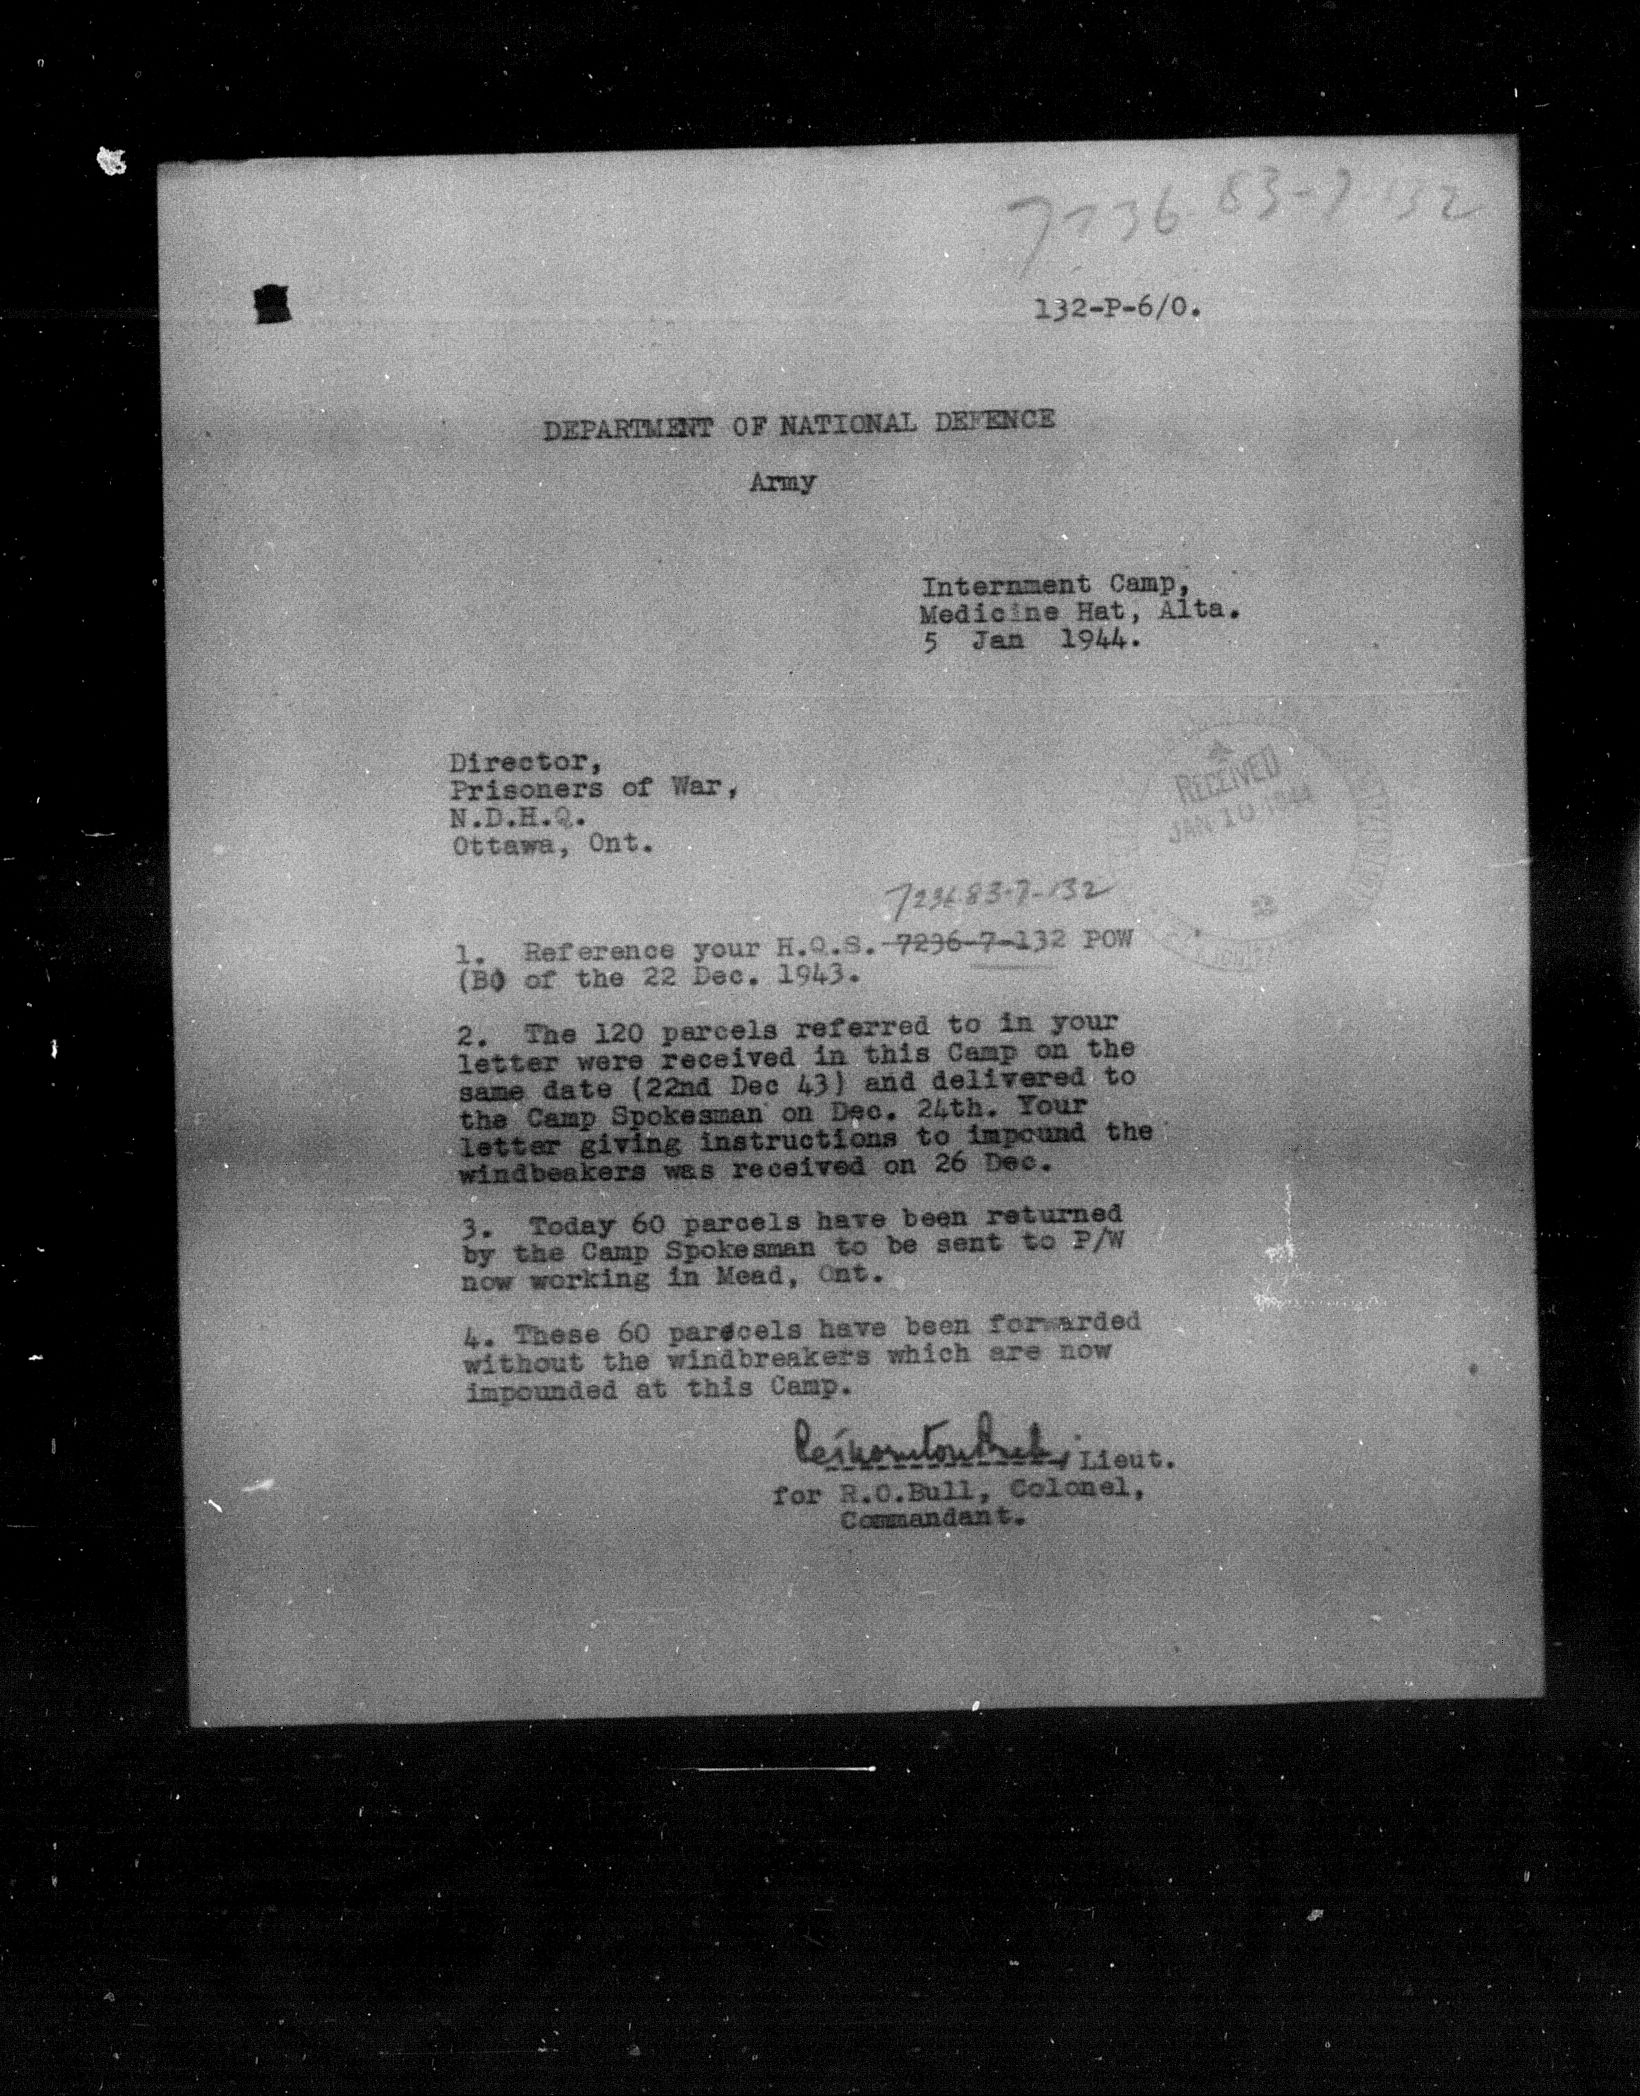 7236-83-7-132
132-P-6/0.
DEPARTMENT OF NATIONAL DEFENCE
Army
Internment Camp,
Medicine Hat, Alta.
5 Jan 1944.
RECEIVED
JAN 10 1944
Director,
Prisoners of War,
N.D.H.Q.
Ottawa, Ont.
7236-83-7-132
1. Reference your H.Q.S. 7236-7-132 POW
(B) of the 22 Dec. 1943.
2. The 120 parcels referred to in your
letter were received in this Camp on the
same date (22nd Dec 43) and delivered to
the Camp Spokesman on Dec. 24th. Your
letter giving instructions to impound the
windbeakers was received on 26 Dec.
3. Today 60 parcels have been returned
by the Camp Spokesman to be sent to P/W
now working in Mead, Ont.
4. These 60 parccels have been forwarded
without the windbreakers which are now
impounded at this Camp.
Lieut.
for R.O.Bull, Colonel,
Commandant.